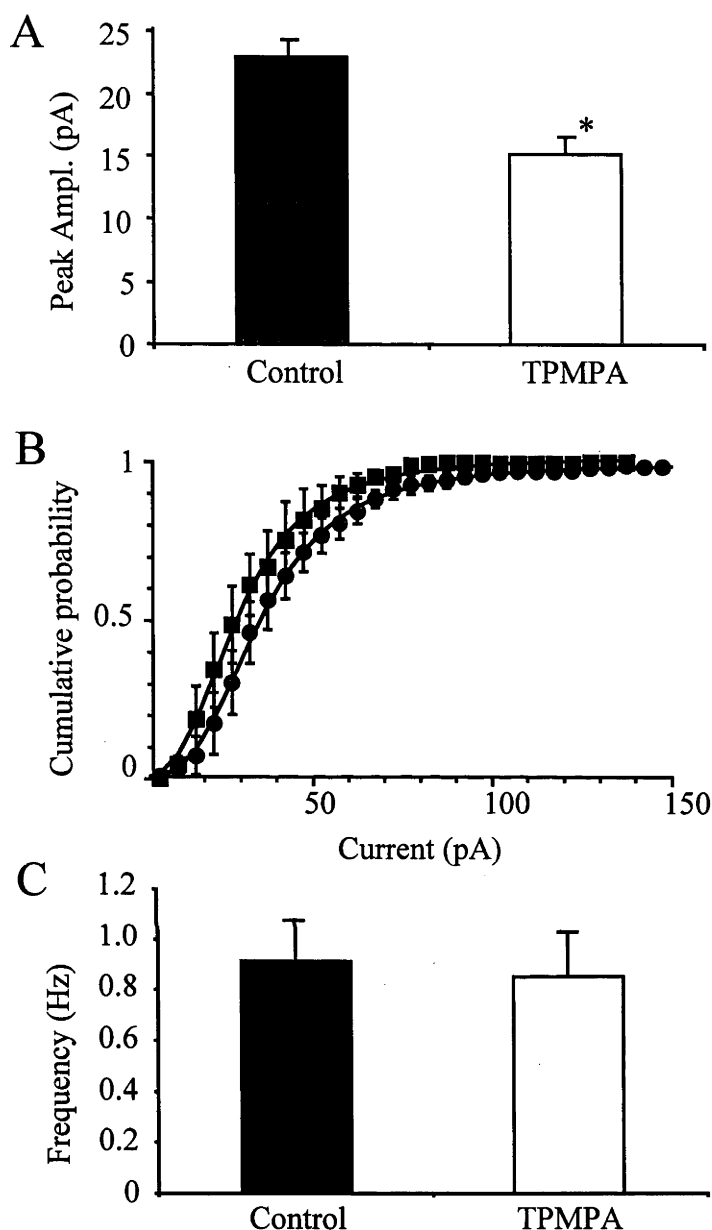 A
25
20
15
10
5
0
Peak Ampl. (pA)
*
Control
TPMPA
B
1
0.5
0
Cumulative probability
50
100
150
Current (pA)
C
1.2
1.0
0.8
0.6
0.4
0.2
0
Frequency (Hz)
Control
TPMPA